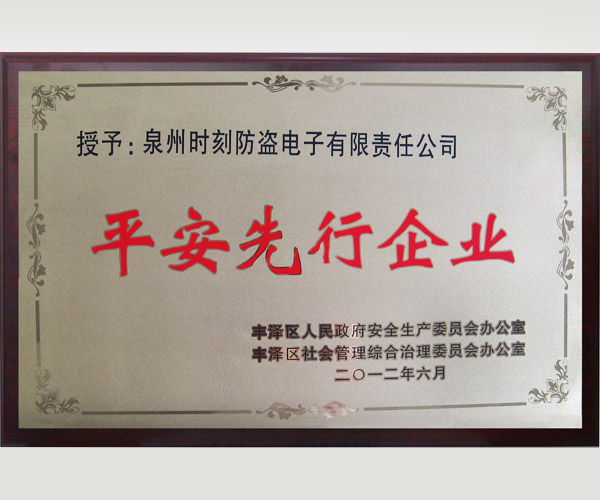 授予：泉州时刻防盗电子有限责任公司
平安先行企业
丰泽区人民政府安全生产委员会办公室
丰泽区社会管理综合治理委员会办公室
二〇一二年六月